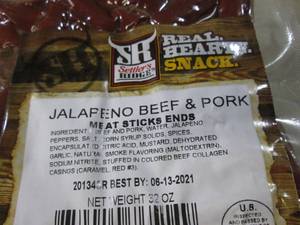 SR
Settler's
RIDGE
REAL.
HEARTY.
SNACK.
JALAPENO BEEF & PORK
MEAT STICKS ENDS
INGREDIENTS: BEEF AND PORK, WATER, JALAPENO
PEPPERS, SALT, CORN SYRUP SOLIDS, SPICES,
ENCAPSULATED CITRIC ACID, MUSTARD, DEHYDRATED
GARLIC, NATURAL SMOKE FLAVORING (MALTODEXTRIN),
SODIUM NITRITE, STUFFED IN COLORED BEEF COLLAGEN
CASINGS (CARAMEL, RED #3).
BEST BY: 06-13-2021
NET WEIGHT 32 OZ
U.S.
INSPECTED
AND PASSED BY